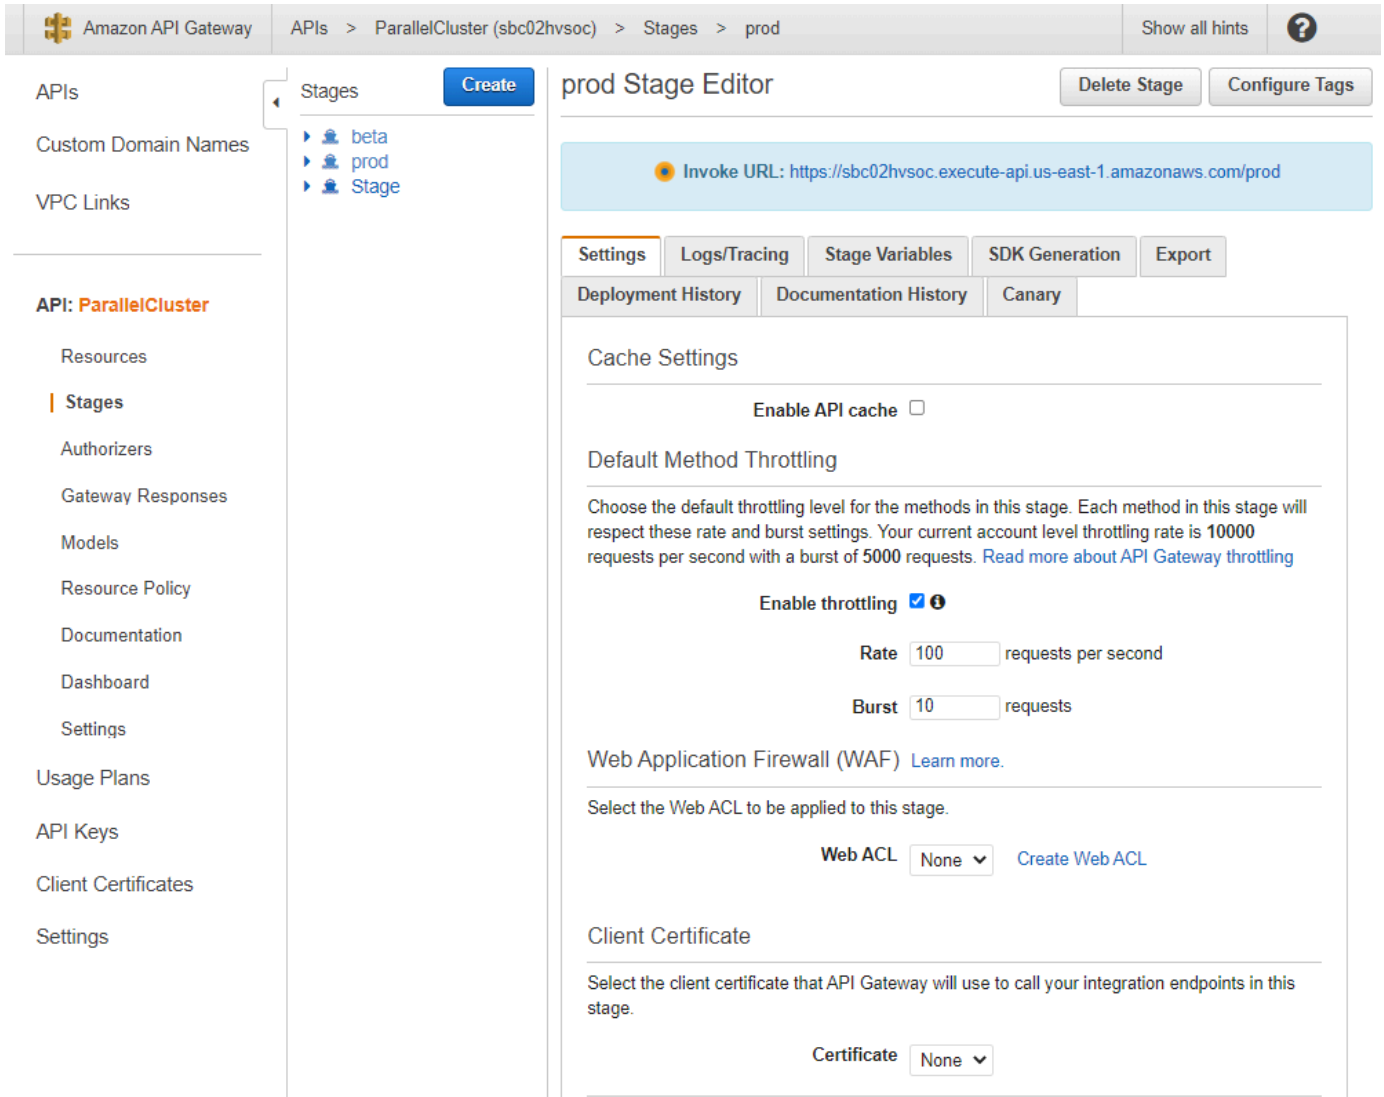 Amazon API Gateway
APIs > ParallelCluster (sbc02hvsoc) > Stages > prod
Show all hints
?
APIs
Custom Domain Names
VPC Links
API: ParallelCluster
Resources
Stages
Authorizers
Gateway Responses
Models
Resource Policy
Documentation
Dashboard
Settings
Usage Plans
API Keys
Client Certificates
Settings
Stages
Create
beta
prod
Stage
prod Stage Editor
Delete Stage
Configure Tags
Invoke URL: https://sbc02hvsoc.execute-api.us-east-1.amazonaws.com/prod
Settings
Logs/Tracing
Stage Variables
SDK Generation
Export
Deployment History
Documentation History
Canary
Cache Settings
Enable API cache
Default Method Throttling
Choose the default throttling level for the methods in this stage. Each method in this stage will
respect these rate and burst settings. Your current account level throttling rate is 10000
requests per second with a burst of 5000 requests. Read more about API Gateway throttling
Enable throttling
Rate 100 requests per second
Burst 10 requests
Web Application Firewall (WAF) Learn more.
Select the Web ACL to be applied to this stage.
Web ACL None Create Web ACL
Client Certificate
Select the client certificate that API Gateway will use to call your integration endpoints in this
stage.
Certificate None